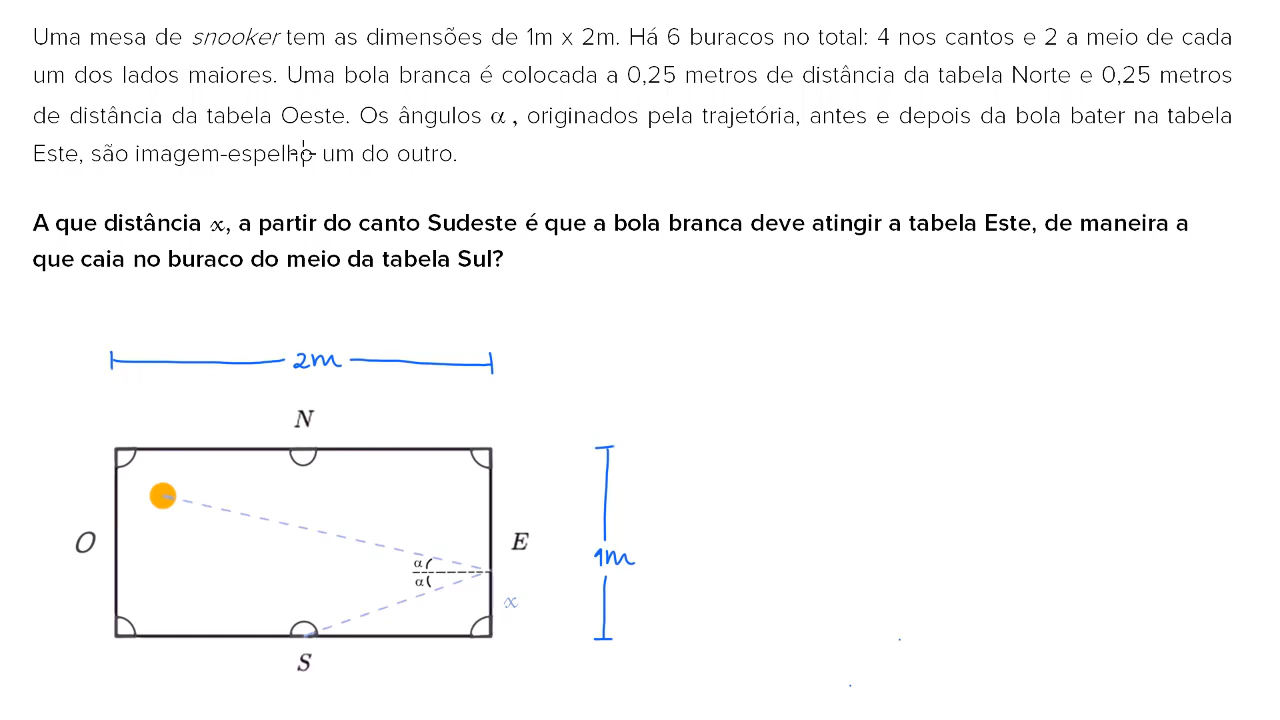 Uma mesa de snooker tem as dimensões de 1m x 2m. Há 6 buracos no total: 4 nos cantos e 2 a meio de cada
um dos lados maiores. Uma bola branca é colocada a 0,25 metros de distância da tabela Norte e 0,25 metros
de distância da tabela Oeste. Os ângulos α , originados pela trajetória, antes e depois da bola bater na tabela
Este, são imagem-espelho um do outro.
A que distância x, a partir do canto Sudeste é que a bola branca deve atingir a tabela Este, de maneira a
que caia no buraco do meio da tabela Sul?
2m
N
O
E
α
α
1m
x
S